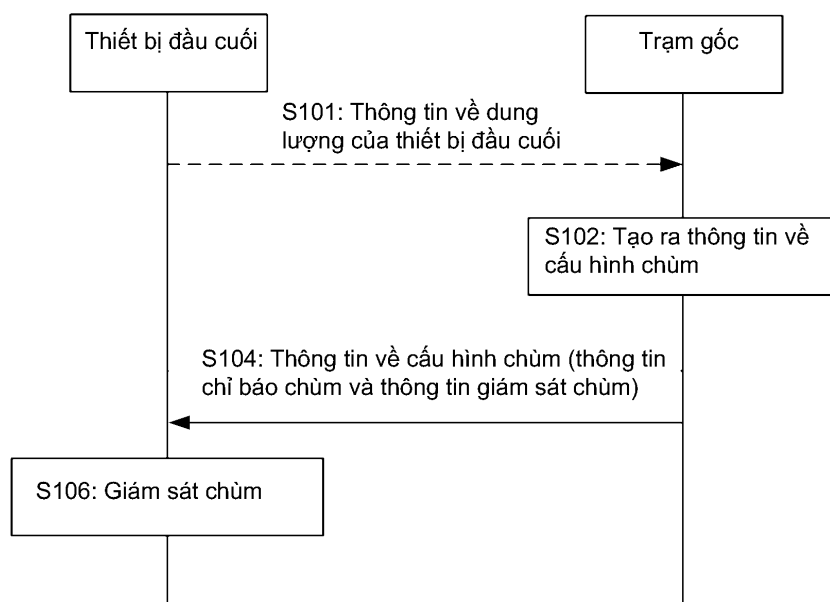 Thiết bị đầu cuối
Trạm gốc
S101: Thông tin về dung
lượng của thiết bị đầu cuối
S102: Tạo ra thông tin về
cấu hình chùm
S104: Thông tin về cấu hình chùm (thông tin
chỉ báo chùm và thông tin giám sát chùm)
S106: Giám sát chùm